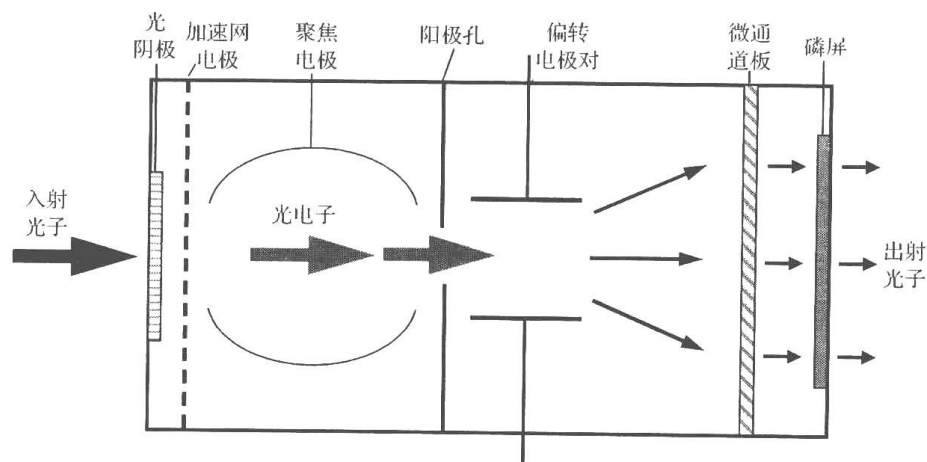 光
阴极
加速网
电极
聚焦
电极
阳极孔
偏转
电极对
微通
道板
磷屏
入射
光子
光电子
出射
光子